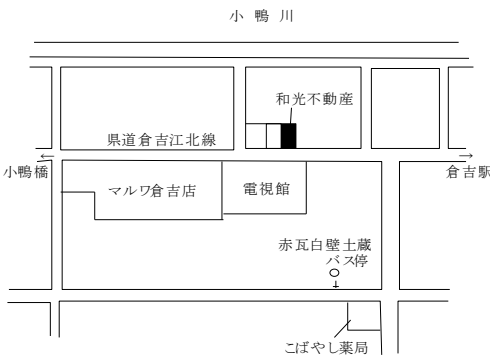 小鴨川
和光不動産
県道倉吉江北線
小鴨橋
倉吉駅
マルワ倉吉店
電視館
赤瓦白壁土蔵
バス停
こばやし薬局